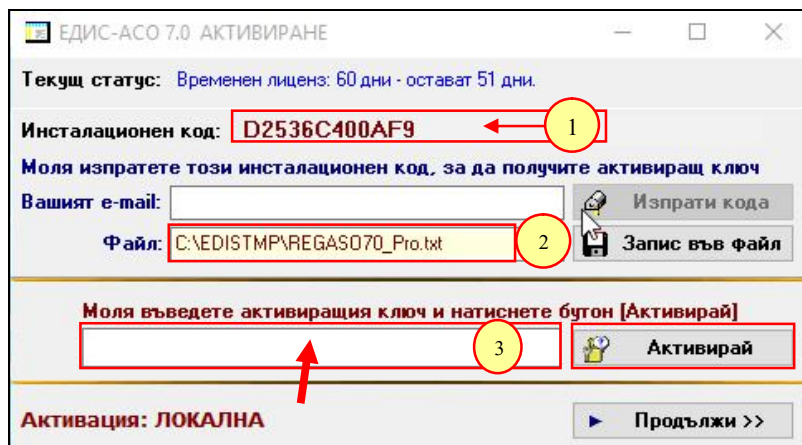 ЕДИС-АСО 7.0 АКТИВИРАНЕ
Текущ статус: Временен лиценз: 60 дни - остават 51 дни.
Инсталационен код: D2536C400AF9 1
Моля изпратете този инсталационен код, за да получите активиращ ключ
Вашият e-mail: Изпрати кода
Файл: C:\EDISTMP\REGASO70_Pro.txt 2 Запис във файл
Моля въведете активиращия ключ и натиснете бутон [Активирай]
3 Активирай
Активация: ЛОКАЛНА Продължи >>